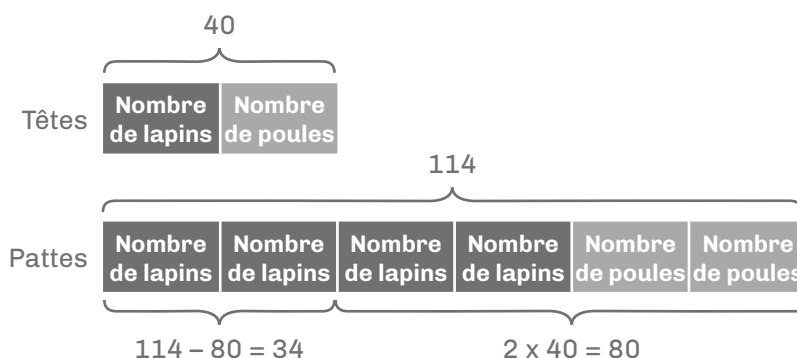 40
Têtes
Nombre de lapins
Nombre de poules
114
Pattes
Nombre de lapins
Nombre de lapins
Nombre de lapins
Nombre de lapins
Nombre de poules
Nombre de poules
114 – 80 = 34
2 x 40 = 80